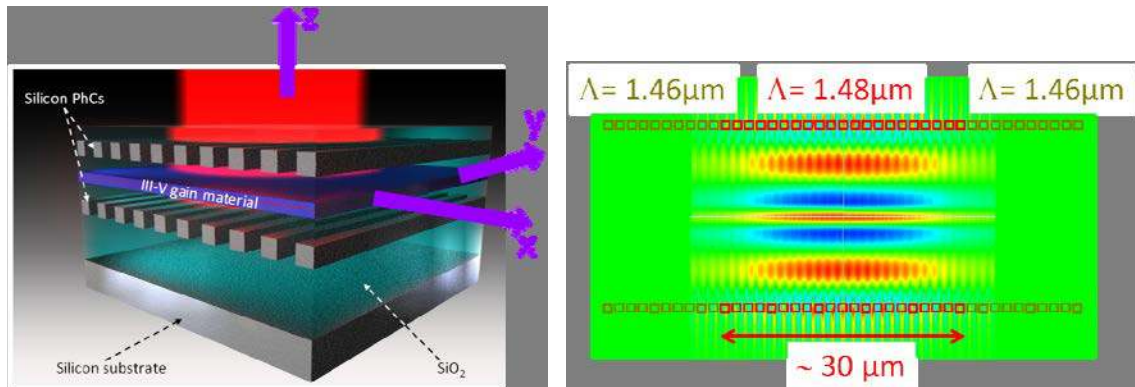 Z
Silicon PhCs
y
III-V gain material
x
Silicon substrate
SiO₂
Λ= 1.46µm
Λ= 1.48µm
Λ= 1.46µm
~ 30 µm